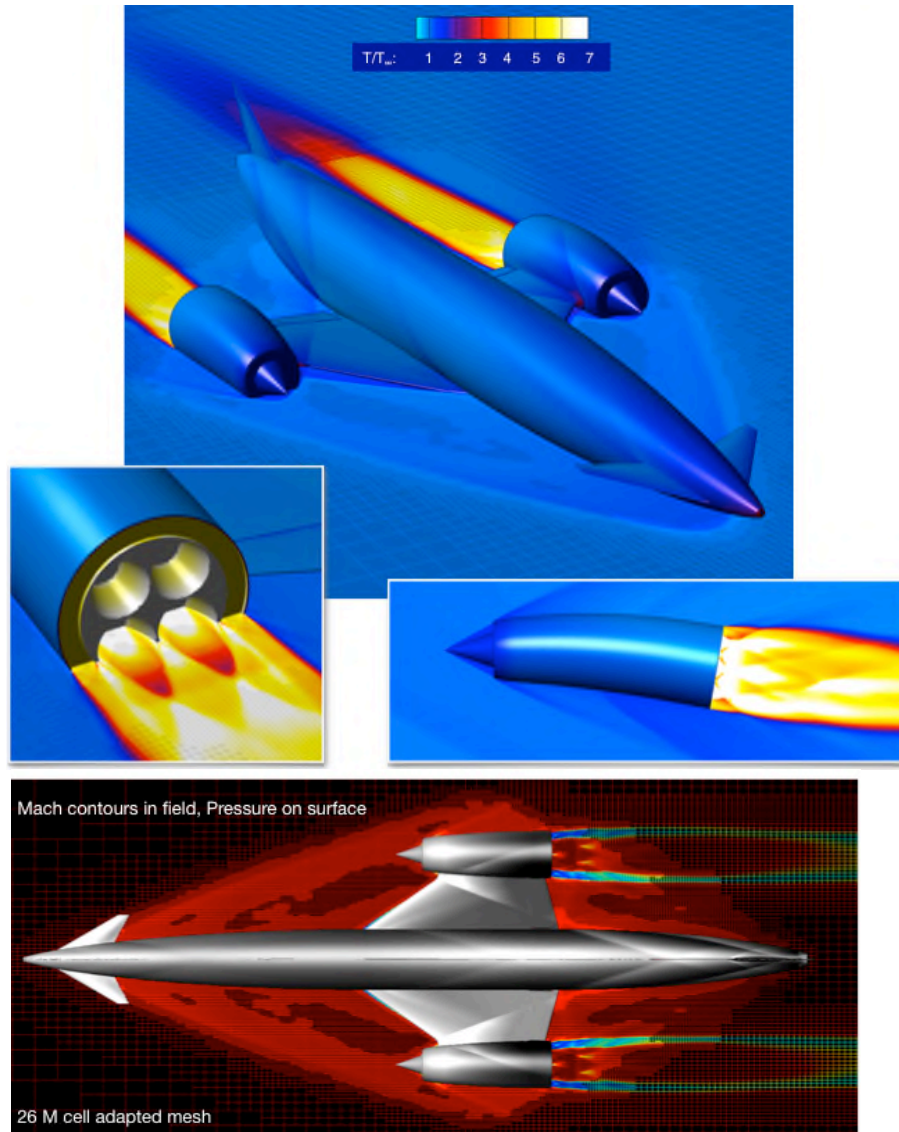 T/T∞: 1 2 3 4 5 6 7
Mach contours in field, Pressure on surface
26 M cell adapted mesh